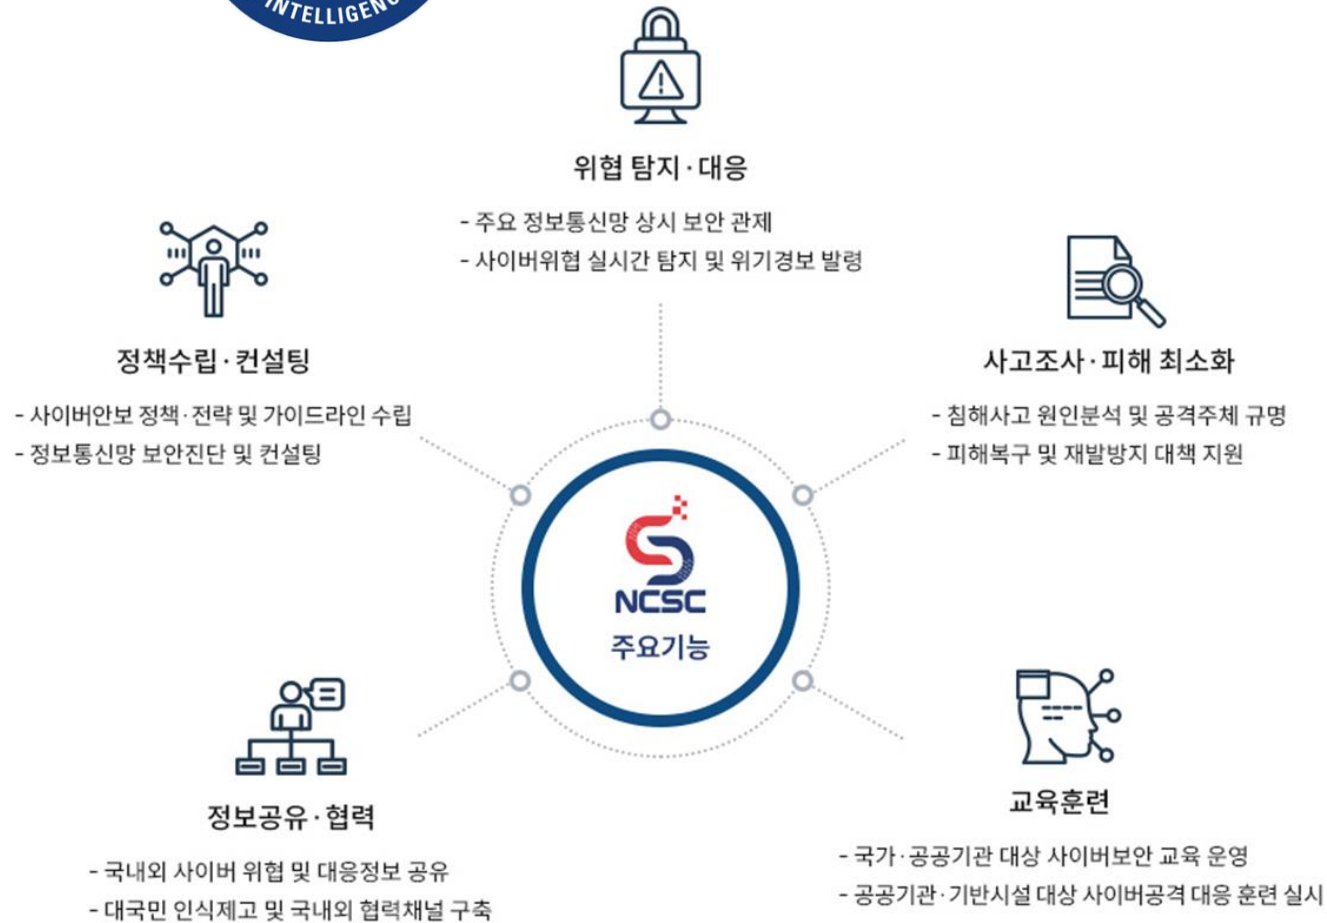 INTELLIGENC
위협 탐지·대응
- 주요 정보통신망 상시 보안 관제
- 사이버위협 실시간 탐지 및 위기경보 발령
정책수립·컨설팅
- 사이버안보 정책·전략 및 가이드라인 수립
- 정보통신망 보안진단 및 컨설팅
사고조사·피해 최소화
- 침해사고 원인분석 및 공격주체 규명
- 피해복구 및 재발방지 대책 지원
NCSC
주요기능
정보공유·협력
- 국내외 사이버 위협 및 대응정보 공유
- 대국민 인식제고 및 국내외 협력채널 구축
교육훈련
- 국가·공공기관 대상 사이버보안 교육 운영
- 공공기관·기반시설 대상 사이버공격 대응 훈련 실시